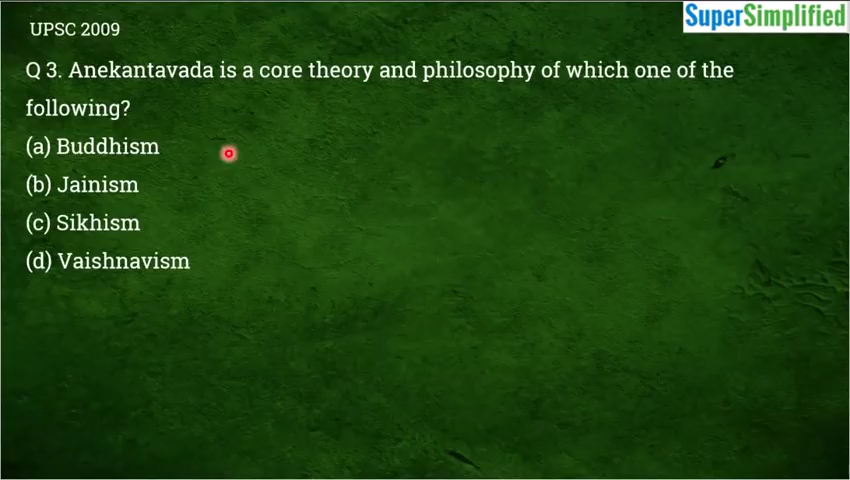 SuperSimplified
UPSC 2009
Q 3. Anekantavada is a core theory and philosophy of which one of the
following?
(a) Buddhism
(b) Jainism
(c) Sikhism
(d) Vaishnavism